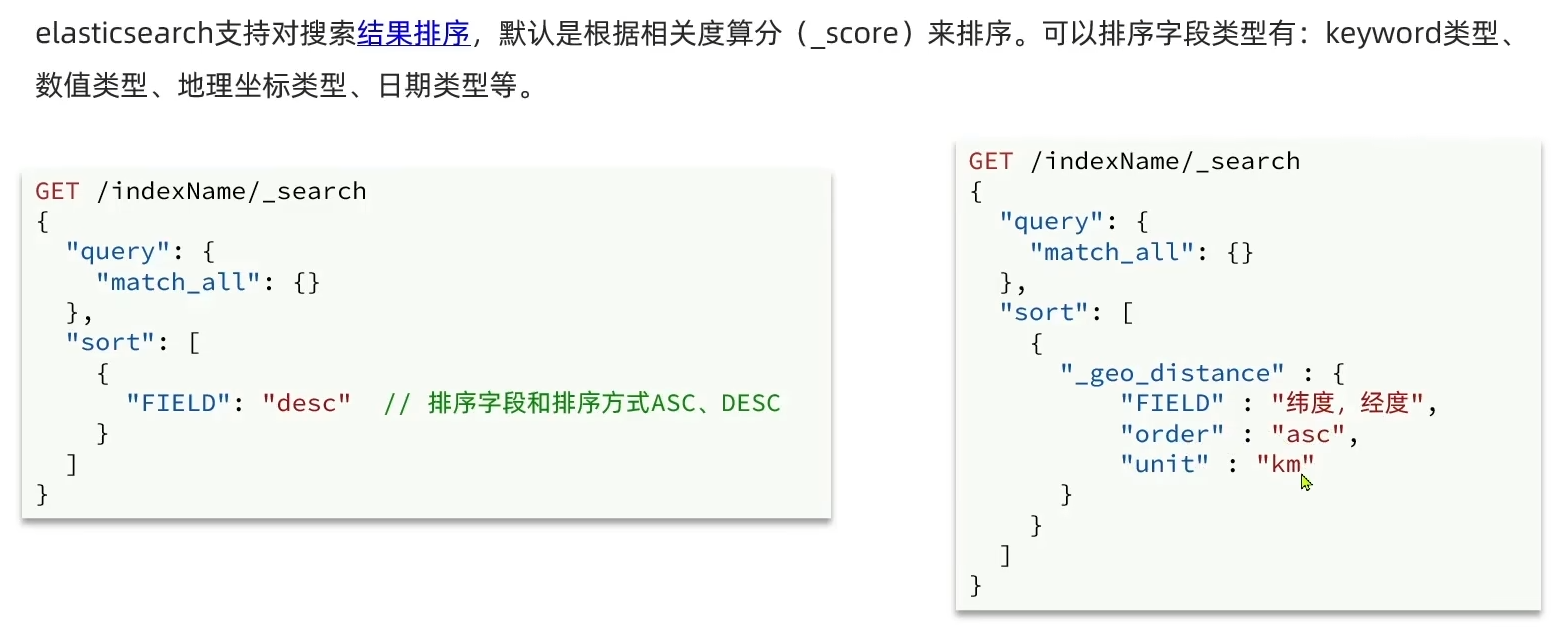 elasticsearch支持对搜索结果排序，默认是根据相关度算分（_score）来排序。可以排序字段类型有：keyword类型、
数值类型、地理坐标类型、日期类型等。
GET /indexName/_search
{
  "query": {
    "match_all": {}
  },
  "sort": [
    {
      "FIELD": "desc"  // 排序字段和排序方式ASC、DESC
    }
  ]
}
GET /indexName/_search
{
  "query": {
    "match_all": {}
  },
  "sort": [
    {
      "_geo_distance" : {
          "FIELD" : "纬度，经度",
          "order" : "asc",
          "unit" : "km"
      }
    }
  ]
}